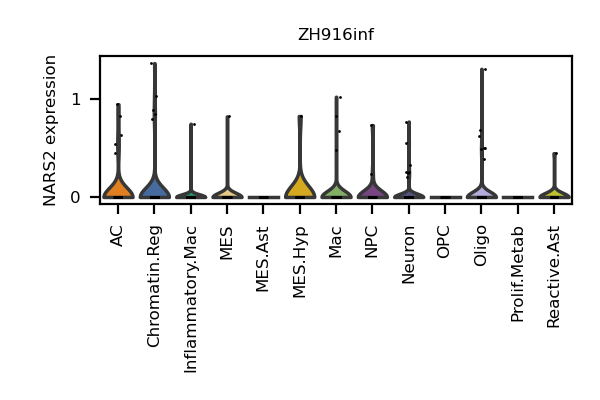 ZH916inf
NARS2 expression
1
0
AC
Chromatin.Reg
Inflammatory.Mac
MES
MES.Ast
MES.Hyp
Mac
NPC
Neuron
OPC
Oligo
Prolif.Metab
Reactive.Ast